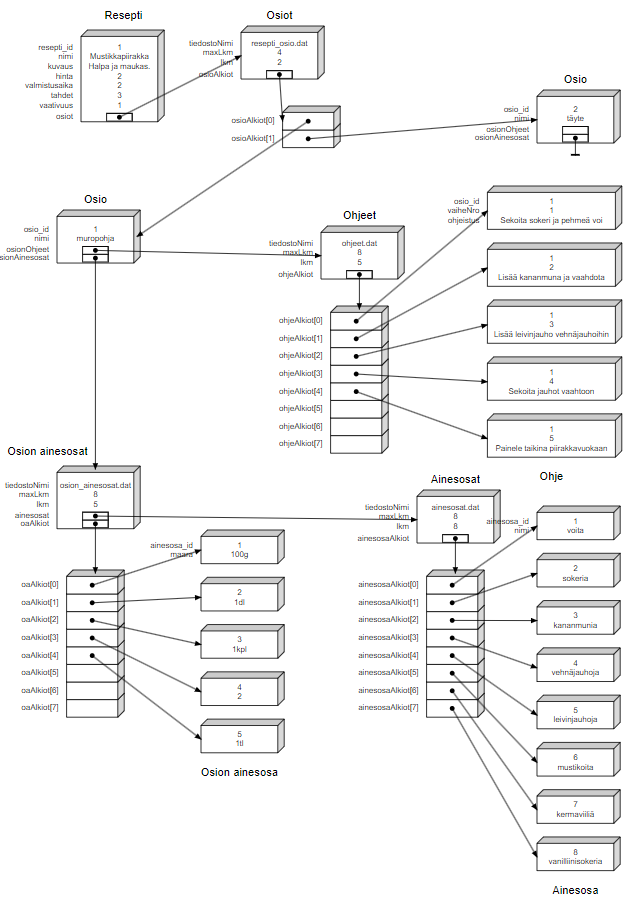 Resepti
resepti_id 1
nimi Mustikkapiirakka
kuvaus Halpa ja maukas.
hinta 2
valmistusaika 2
tahdet 3
vaativuus 1
osiot
Osiot
tiedostoNimi resepti_osio.dat
maxLkm 4
lkm 2
osioAlkiot
osioAlkiot[0]
osioAlkiot[1]
Osio
osio_id 2
nimi täyte
osionOhjeet
osionAinesosat
Osio
osio_id 1
nimi muropohja
osionOhjeet
osionAinesosat
Ohjeet
tiedostoNimi ohjeet.dat
maxLkm 8
lkm 5
ohjeAlkiot
ohjeAlkiot[0]
ohjeAlkiot[1]
ohjeAlkiot[2]
ohjeAlkiot[3]
ohjeAlkiot[4]
ohjeAlkiot[5]
ohjeAlkiot[6]
ohjeAlkiot[7]
osio_id 1
vaiheNro 1
ohjeistus Sekoita sokeri ja pehmeä voi
1
2
Lisää kananmuna ja vaahdota
1
3
Lisää leivinjauho vehnäjauhoihin
1
4
Sekoita jauhot vaahtoon
1
5
Painele taikina piirakkavuokaan
Ohje
Osion ainesosat
tiedostoNimi osion_ainesosat.dat
maxLkm 8
lkm 5
ainesosat
oaAlkiot
oaAlkiot[0]
oaAlkiot[1]
oaAlkiot[2]
oaAlkiot[3]
oaAlkiot[4]
oaAlkiot[5]
oaAlkiot[6]
oaAlkiot[7]
ainesosa_id 1
maara 100g
2
1dl
3
1kpl
4
2
5
1tl
Osion ainesosa
Ainesosat
tiedostoNimi ainesosat.dat
maxLkm 8
lkm 8
ainesosaAlkiot
ainesosaAlkiot[0]
ainesosaAlkiot[1]
ainesosaAlkiot[2]
ainesosaAlkiot[3]
ainesosaAlkiot[4]
ainesosaAlkiot[5]
ainesosaAlkiot[6]
ainesosaAlkiot[7]
ainesosa_id 1
nimi voita
2
sokeria
3
kananmunia
4
vehnäjauhoja
5
leivinjauhoja
6
mustikoita
7
kermaviiliä
8
vanilliinisokeria
Ainesosa